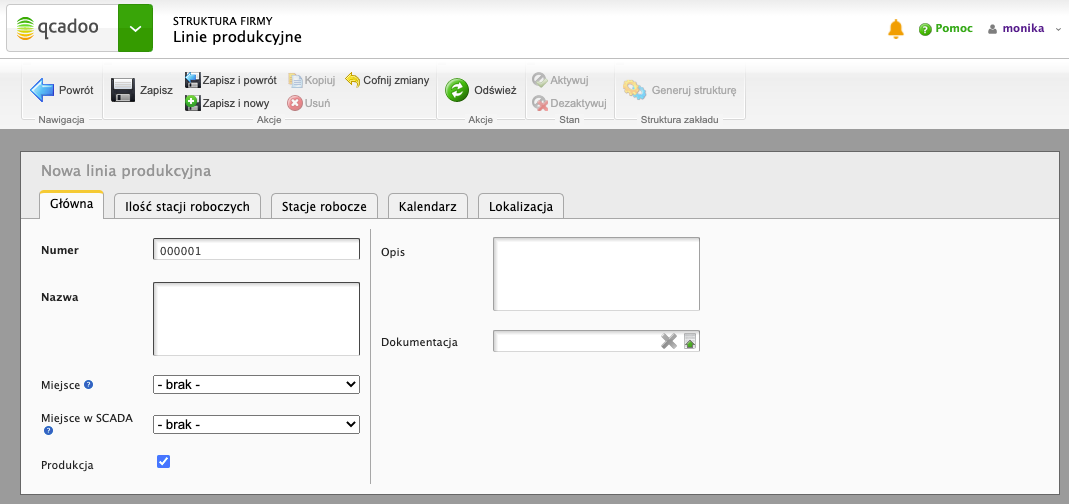 qcadoo
STRUKTURA FIRMY
Linie produkcyjne
Pomoc
monika
Powrót
Nawigacja
Zapisz
Zapisz i powrót
Zapisz i nowy
Kopiuj
Usuń
Cofnij zmiany
Akcje
Odśwież
Akcje
Aktywuj
Dezaktywuj
Stan
Generuj strukturę
Struktura zakładu
Nowa linia produkcyjna
Główna
Ilość stacji roboczych
Stacje robocze
Kalendarz
Lokalizacja
Numer
000001
Nazwa
Miejsce
- brak -
Miejsce w SCADA
- brak -
Produkcja
Opis
Dokumentacja